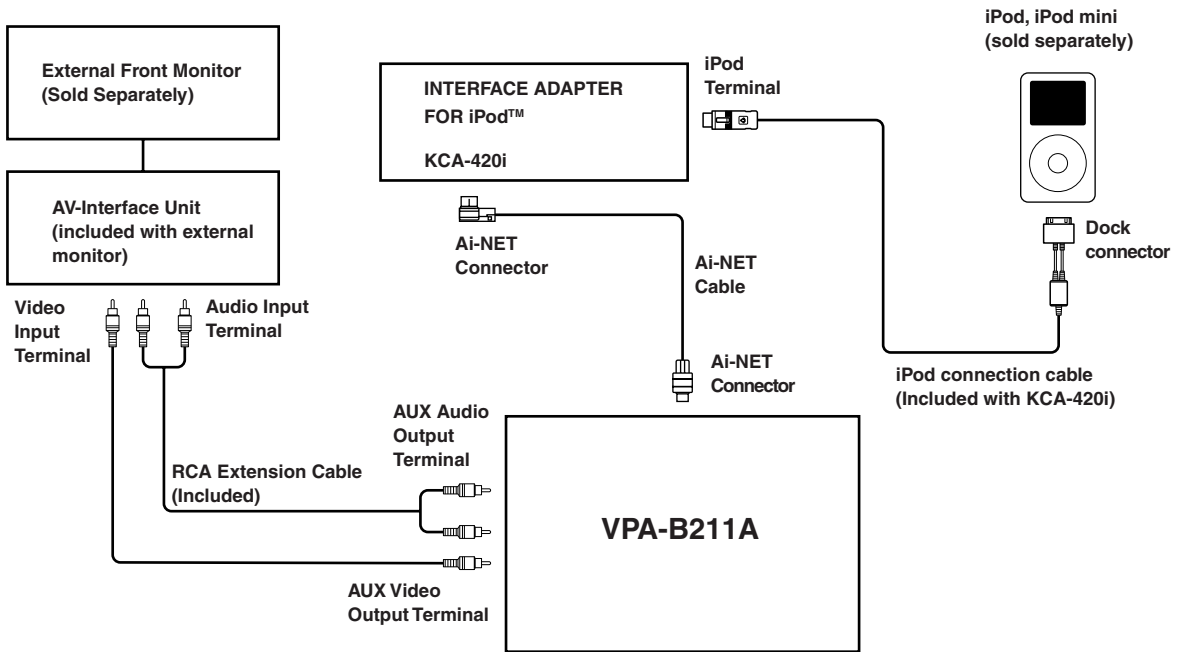 iPod, iPod mini
(sold separately)
External Front Monitor
(Sold Separately)
INTERFACE ADAPTER
FOR iPod™
KCA-420i
iPod
Terminal
AV-Interface Unit
(included with external
monitor)
Ai-NET
Connector
Ai-NET
Cable
Dock
connector
Video
Input
Terminal
Audio Input
Terminal
Ai-NET
Connector
iPod connection cable
(Included with KCA-420i)
AUX Audio
Output
Terminal
RCA Extension Cable
(Included)
VPA-B211A
AUX Video
Output Terminal